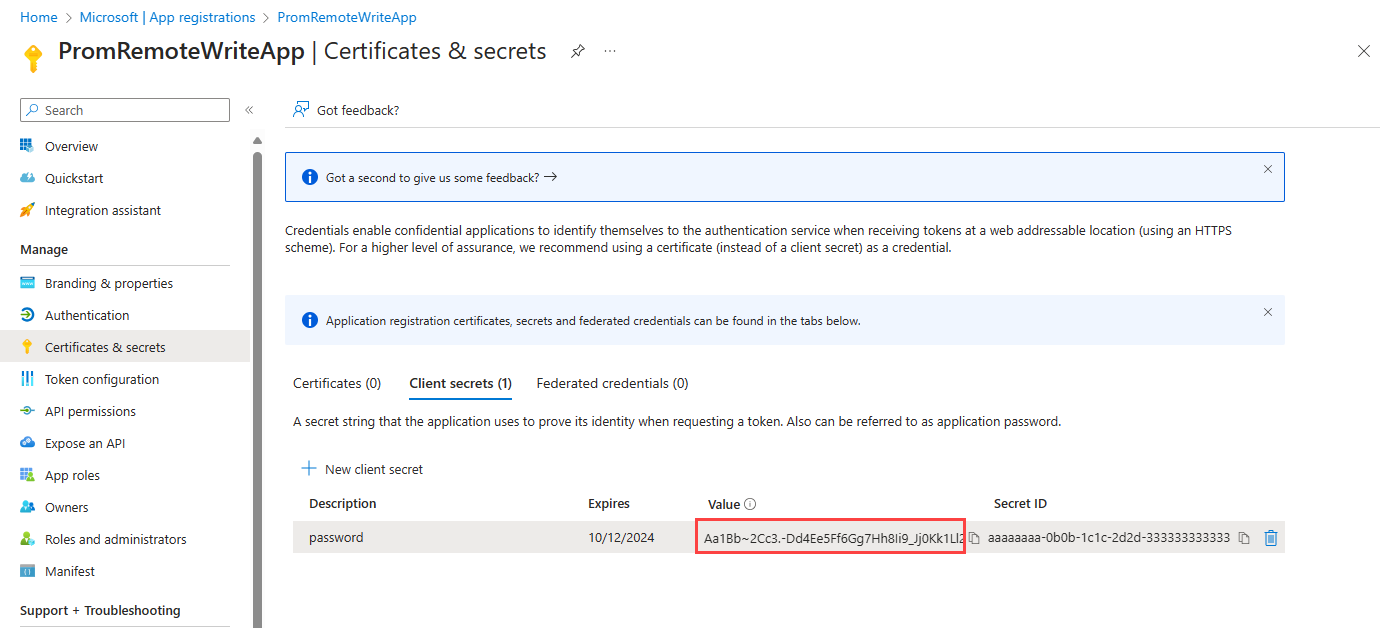 Home > Microsoft | App registrations > PromRemoteWriteApp
PromRemoteWriteApp | Certificates & secrets
Search
Overview
Quickstart
Integration assistant
Manage
Branding & properties
Authentication
Certificates & secrets
Token configuration
API permissions
Expose an API
App roles
Owners
Roles and administrators
Manifest
Support + Troubleshooting
Got feedback?
Got a second to give us some feedback? →
Credentials enable confidential applications to identify themselves to the authentication service when receiving tokens at a web addressable location (using an HTTPS
scheme). For a higher level of assurance, we recommend using a certificate (instead of a client secret) as a credential.
Application registration certificates, secrets and federated credentials can be found in the tabs below.
Certificates (0) Client secrets (1) Federated credentials (0)
A secret string that the application uses to prove its identity when requesting a token. Also can be referred to as application password.
New client secret
Description Expires Value Secret ID
password 10/12/2024 Aa1Bb~2Cc3.-Dd4Ee5Ff6Gg7Hh8Ii9_Jj0Kk1Ll2 aaaaaaaa-0b0b-1c1c-2d2d-333333333333